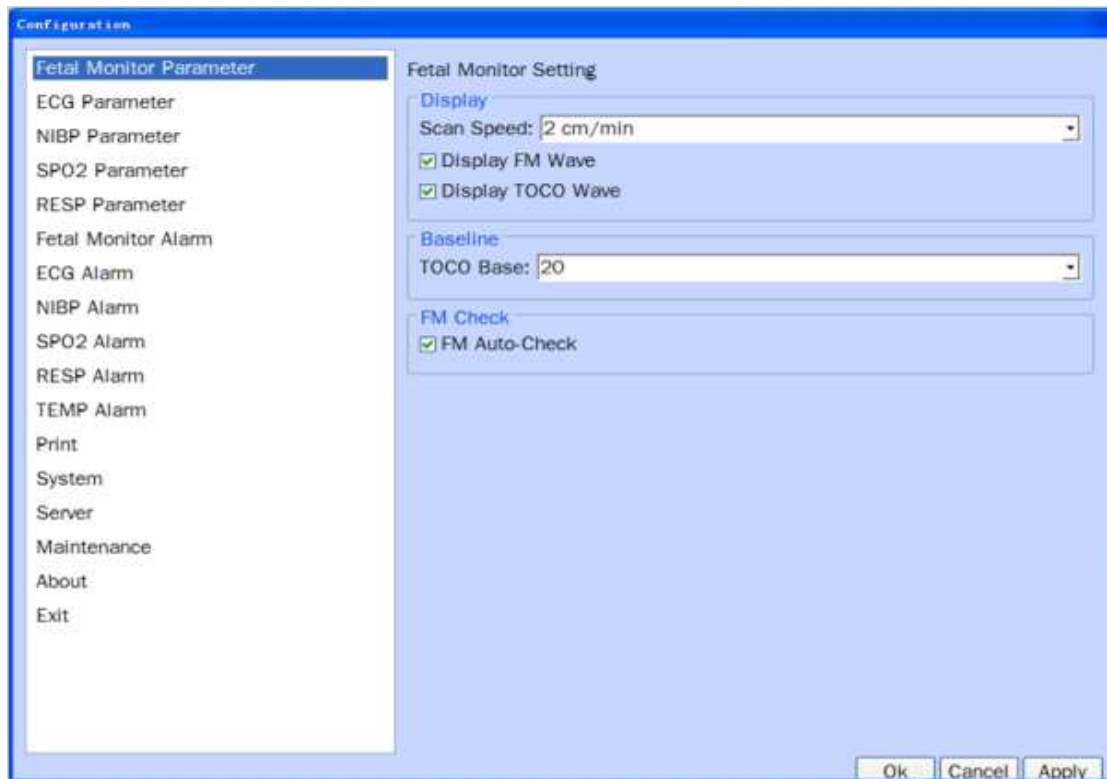 Configuration
Fetal Monitor Parameter
ECG Parameter
NIBP Parameter
SPO2 Parameter
RESP Parameter
Fetal Monitor Alarm
ECG Alarm
NIBP Alarm
SPO2 Alarm
RESP Alarm
TEMP Alarm
Print
System
Server
Maintenance
About
Exit
Fetal Monitor Setting
Display
Scan Speed: 2 cm/min
Display FM Wave
Display TOCO Wave
Baseline
TOCO Base: 20
FM Check
FM Auto-Check
Ok Cancel Apply